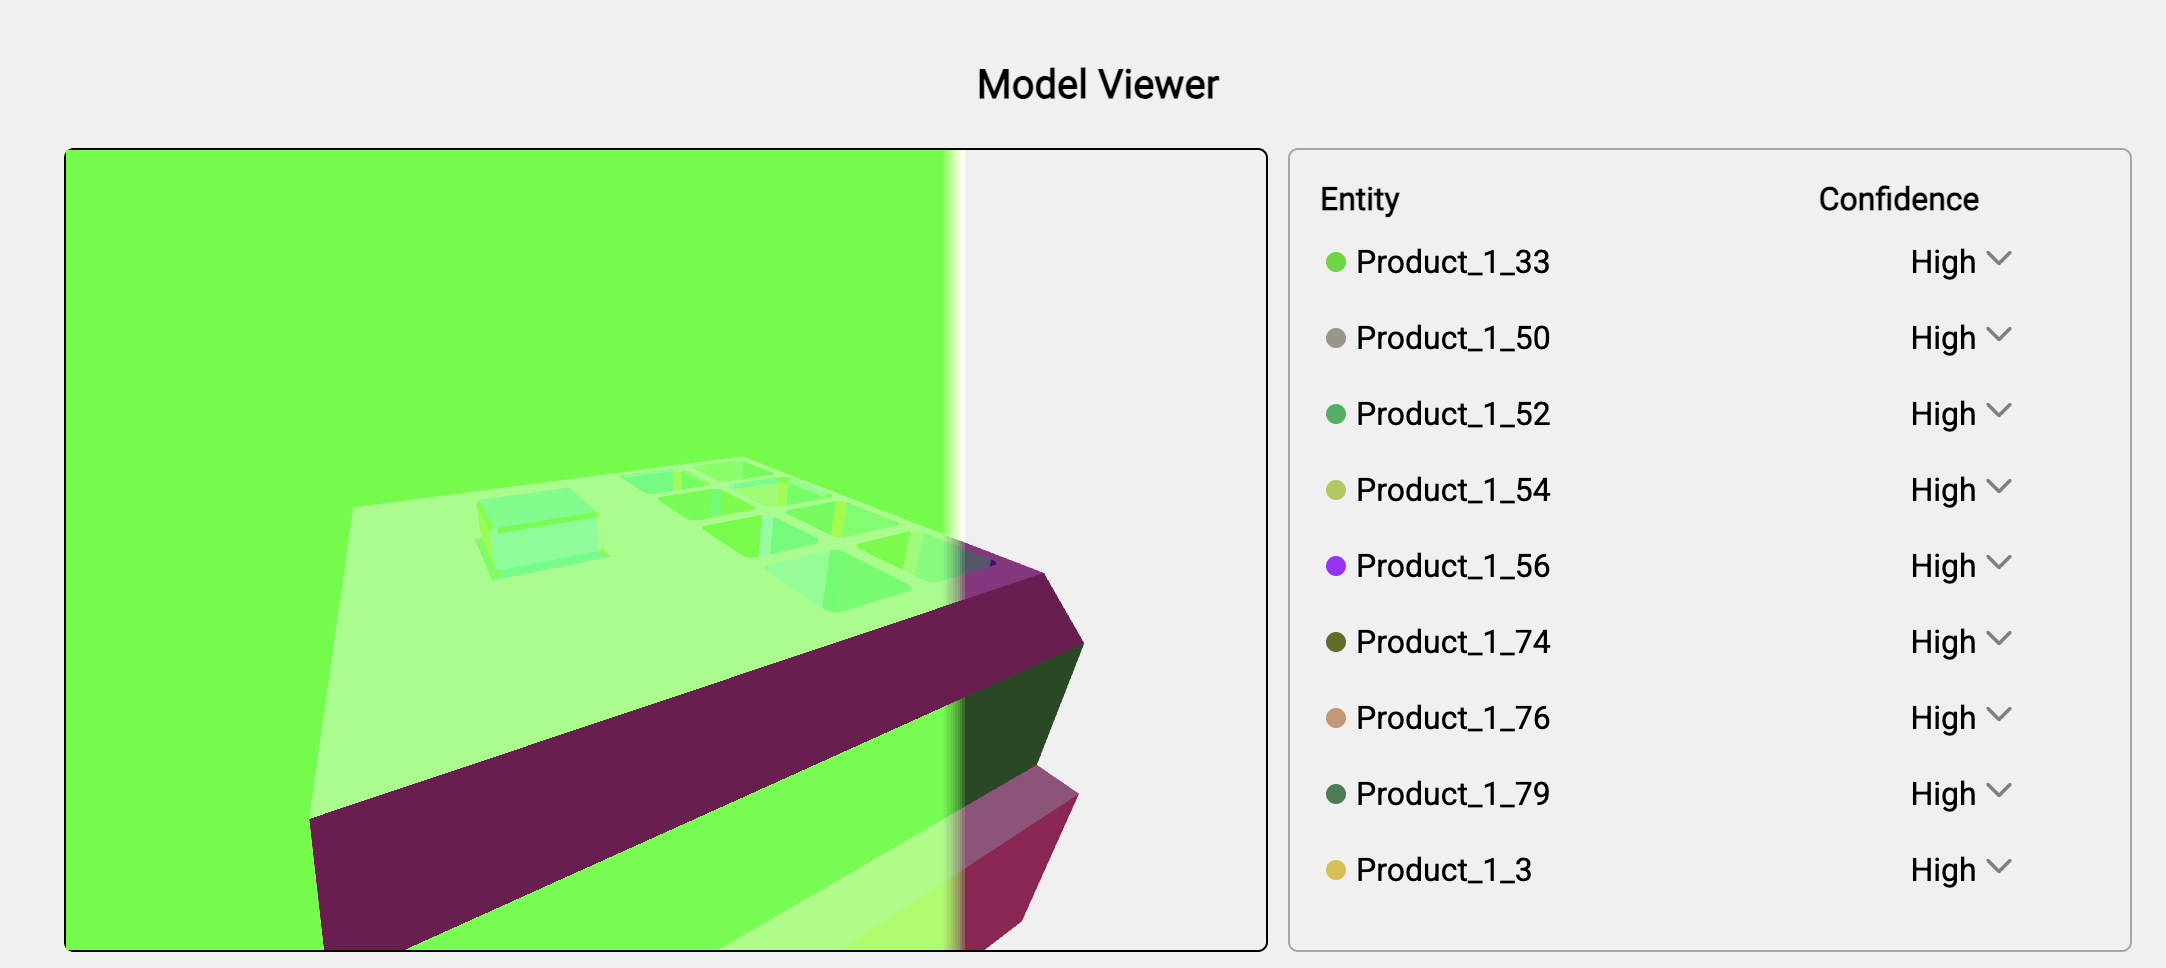 Model Viewer
Entity Confidence
Product_1_33 High
Product_1_50 High
Product_1_52 High
Product_1_54 High
Product_1_56 High
Product_1_74 High
Product_1_76 High
Product_1_79 High
Product_1_3 High